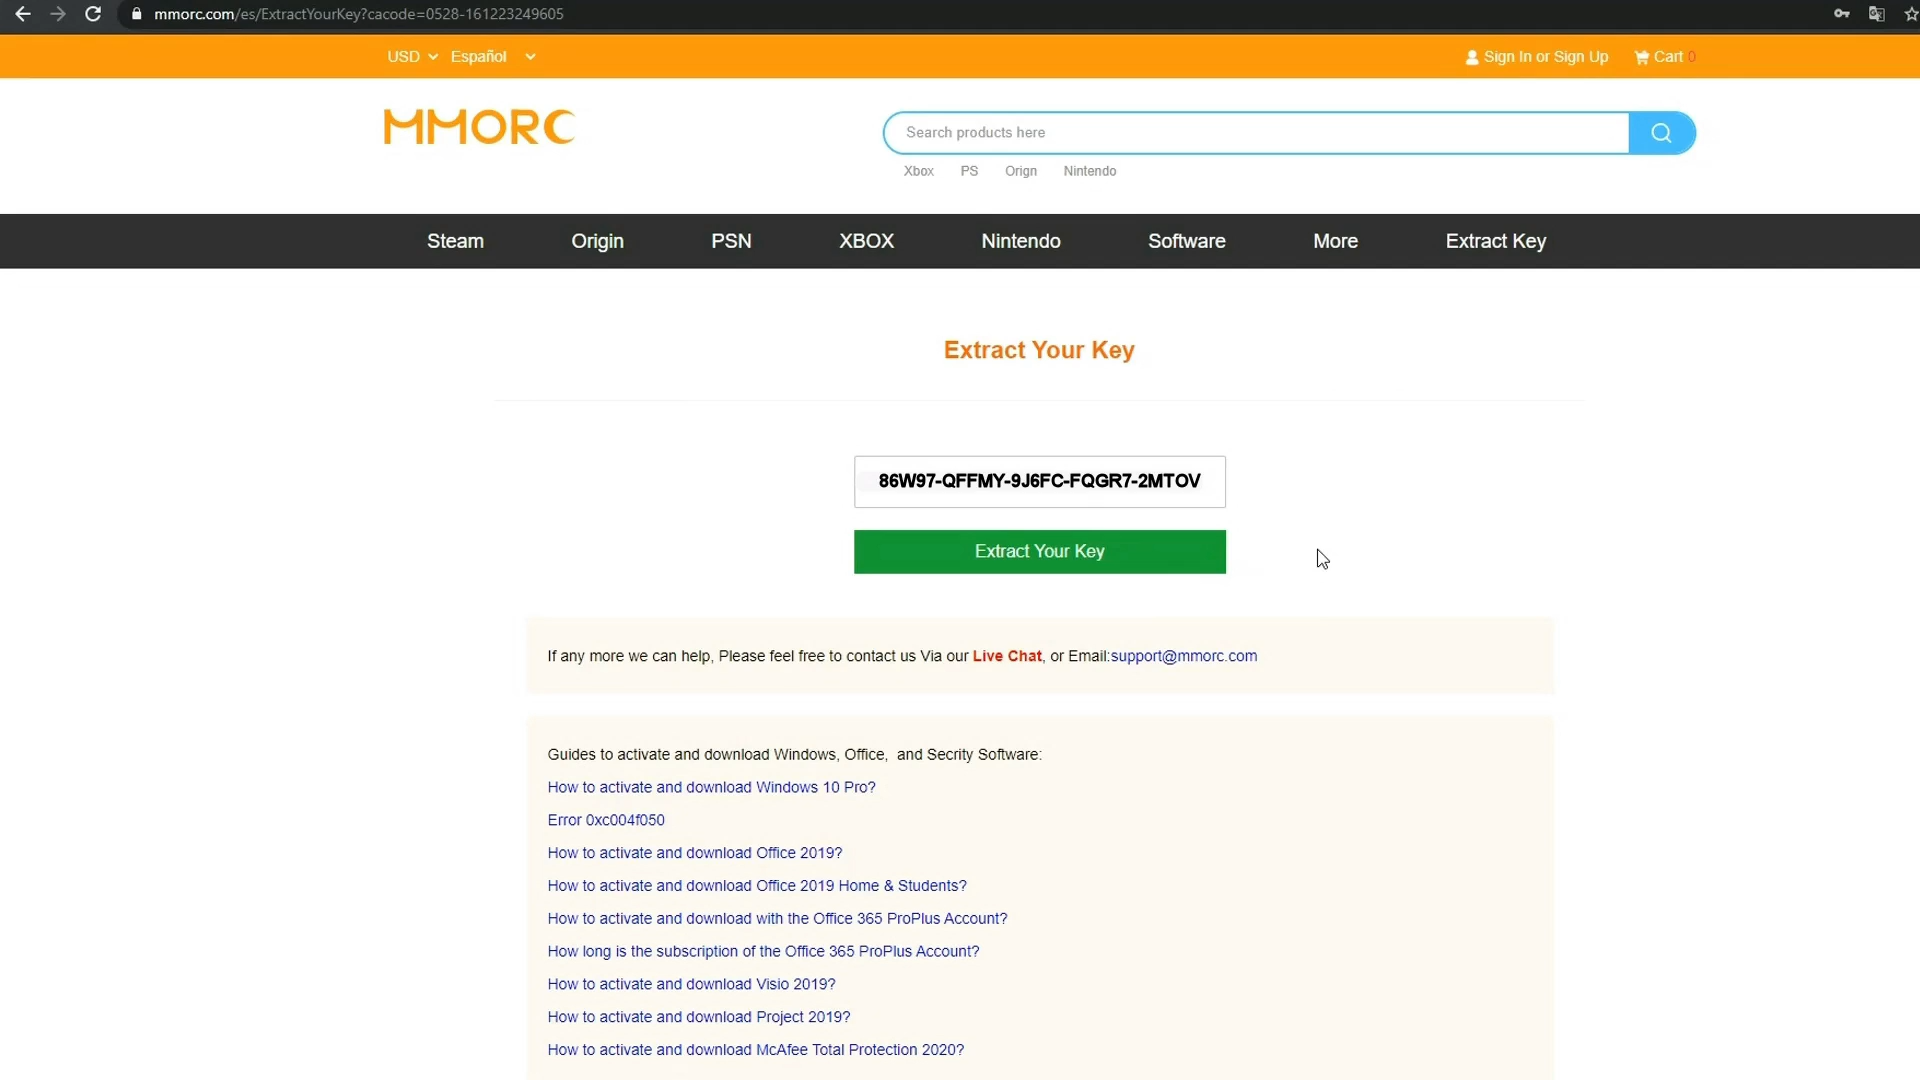 mmorc.com/es/ExtractYourKey?cacode=0528-161223249605
USD Español Sign In or Sign Up Cart 0
MMORC
Search products here
Xbox PS Orign Nintendo
Steam Origin PSN XBOX Nintendo Software More Extract Key
Extract Your Key
86W97-QFFMY-9J6FC-FQGR7-2MTOV
Extract Your Key
If any more we can help, Please feel free to contact us Via our Live Chat, or Email:support@mmorc.com
Guides to activate and download Windows, Office, and Secrity Software:
How to activate and download Windows 10 Pro?
Error 0xc004f050
How to activate and download Office 2019?
How to activate and download Office 2019 Home & Students?
How to activate and download with the Office 365 ProPlus Account?
How long is the subscription of the Office 365 ProPlus Account?
How to activate and download Visio 2019?
How to activate and download Project 2019?
How to activate and download McAfee Total Protection 2020?